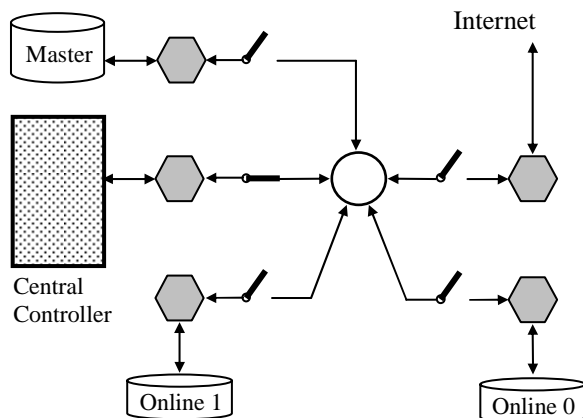 Internet
Master
Central
Controller
Online 1
Online 0